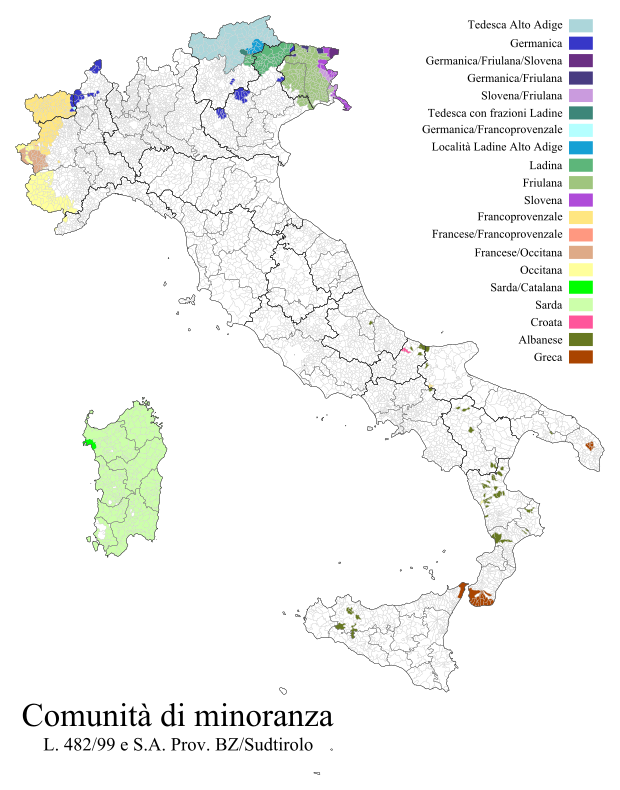 Tedesca Alto Adige
Germanica
Germanica/Friulana/Slovena
Germanica/Friulana
Slovena/Friulana
Tedesca con frazioni Ladine
Germanica/Francoprovenzale
Località Ladine Alto Adige
Ladina
Friulana
Slovena
Francoprovenzale
Francese/Francoprovenzale
Francese/Occitana
Occitana
Sarda/Catalana
Sarda
Croata
Albanese
Greca
Comunità di minoranza
L. 482/99 e S.A. Prov. BZ/Sudtirolo